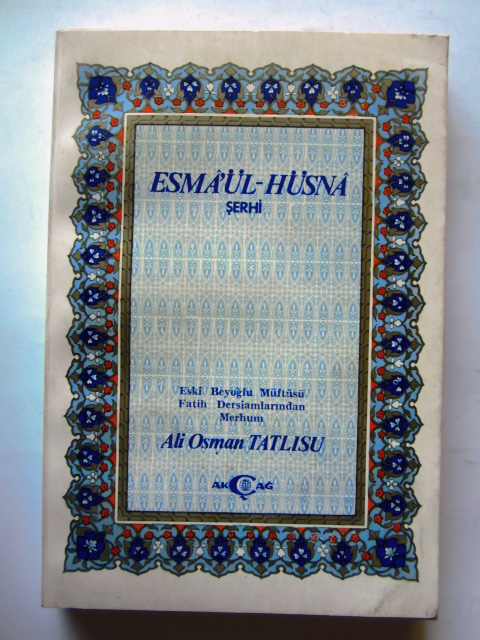 ESMÂ'ÜL-HÜSNÂ
ŞERHİ
Eski Beyoğlu Müftüsü
Fatih Dersiamlarından
Merhum
Ali Osman TATLISU
AKÇAĞ